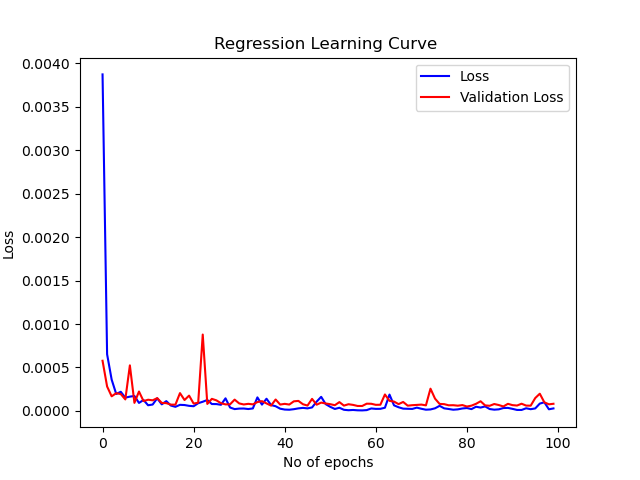 Regression Learning Curve
Loss
Validation Loss
Loss
0.0040
0.0035
0.0030
0.0025
0.0020
0.0015
0.0010
0.0005
0.0000
0 20 40 60 80 100
No of epochs